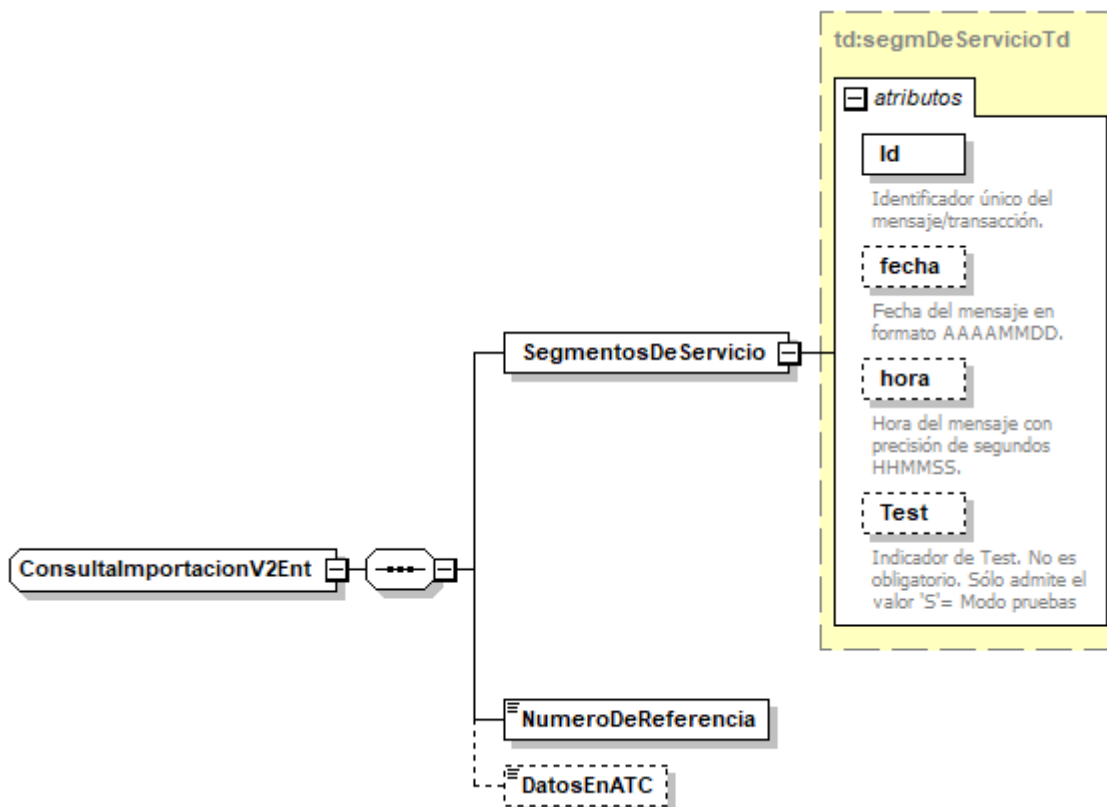 td:segmDeServicioTd
atributos
Id
Identificador único del
mensaje/transacción.
fecha
Fecha del mensaje en
formato AAAAMMDD.
SegmentosDeServicio
hora
Hora del mensaje con
precisión de segundos
HHMMSS.
Test
Indicador de Test. No es
obligatorio. Sólo admite el
valor 'S'= Modo pruebas
ConsultaImportacionV2Ent
NumeroDeReferencia
DatosEnATC